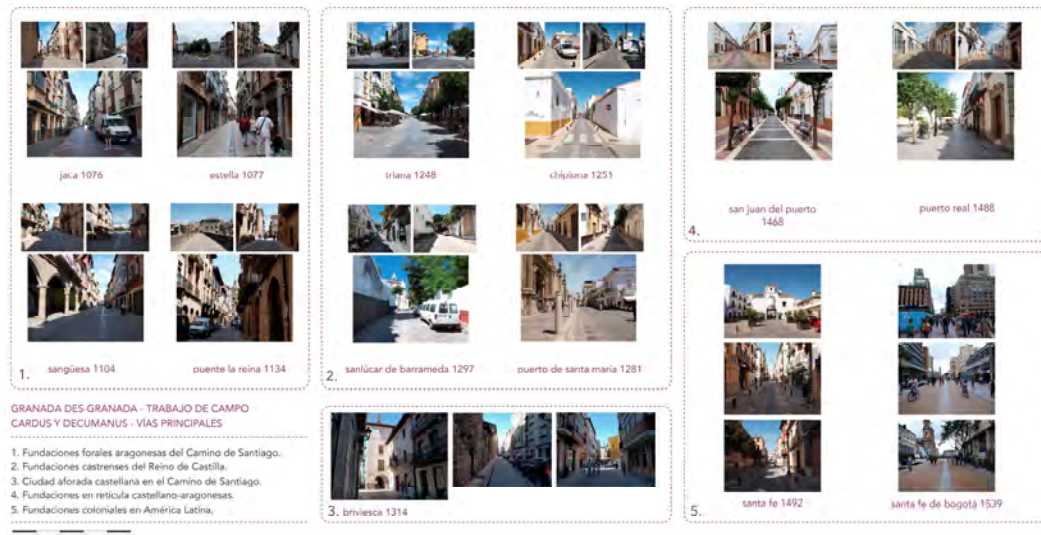 jaca 1076
estella 1077
sangüesa 1104
puente la reina 1134
1.
triana 1248
chipiona 1251
sanlúcar de barrameda 1297
puerto de santa maría 1281
2.
3. briviesca 1314
san juan del puerto
1468
puerto real 1488
4.
santa fe 1492
santa fe de bogotá 1539
5.
GRANADA DES-GRANADA - TRABAJO DE CAMPO
CARDUS Y DECUMANUS - VÍAS PRINCIPALES
1. Fundaciones forales aragonesas del Camino de Santiago.
2. Fundaciones castrenses del Reino de Castilla.
3. Ciudad aforada castellana en el Camino de Santiago.
4. Fundaciones en retícula castellano-aragonesas.
5. Fundaciones coloniales en América Latina.